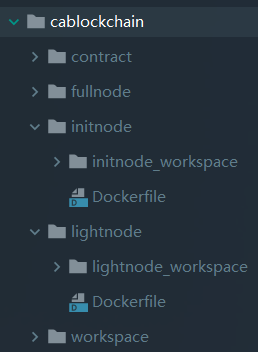 cablockchain
contract
fullnode
initnode
initnode_workspace
Dockerfile
lightnode
lightnode_workspace
Dockerfile
workspace